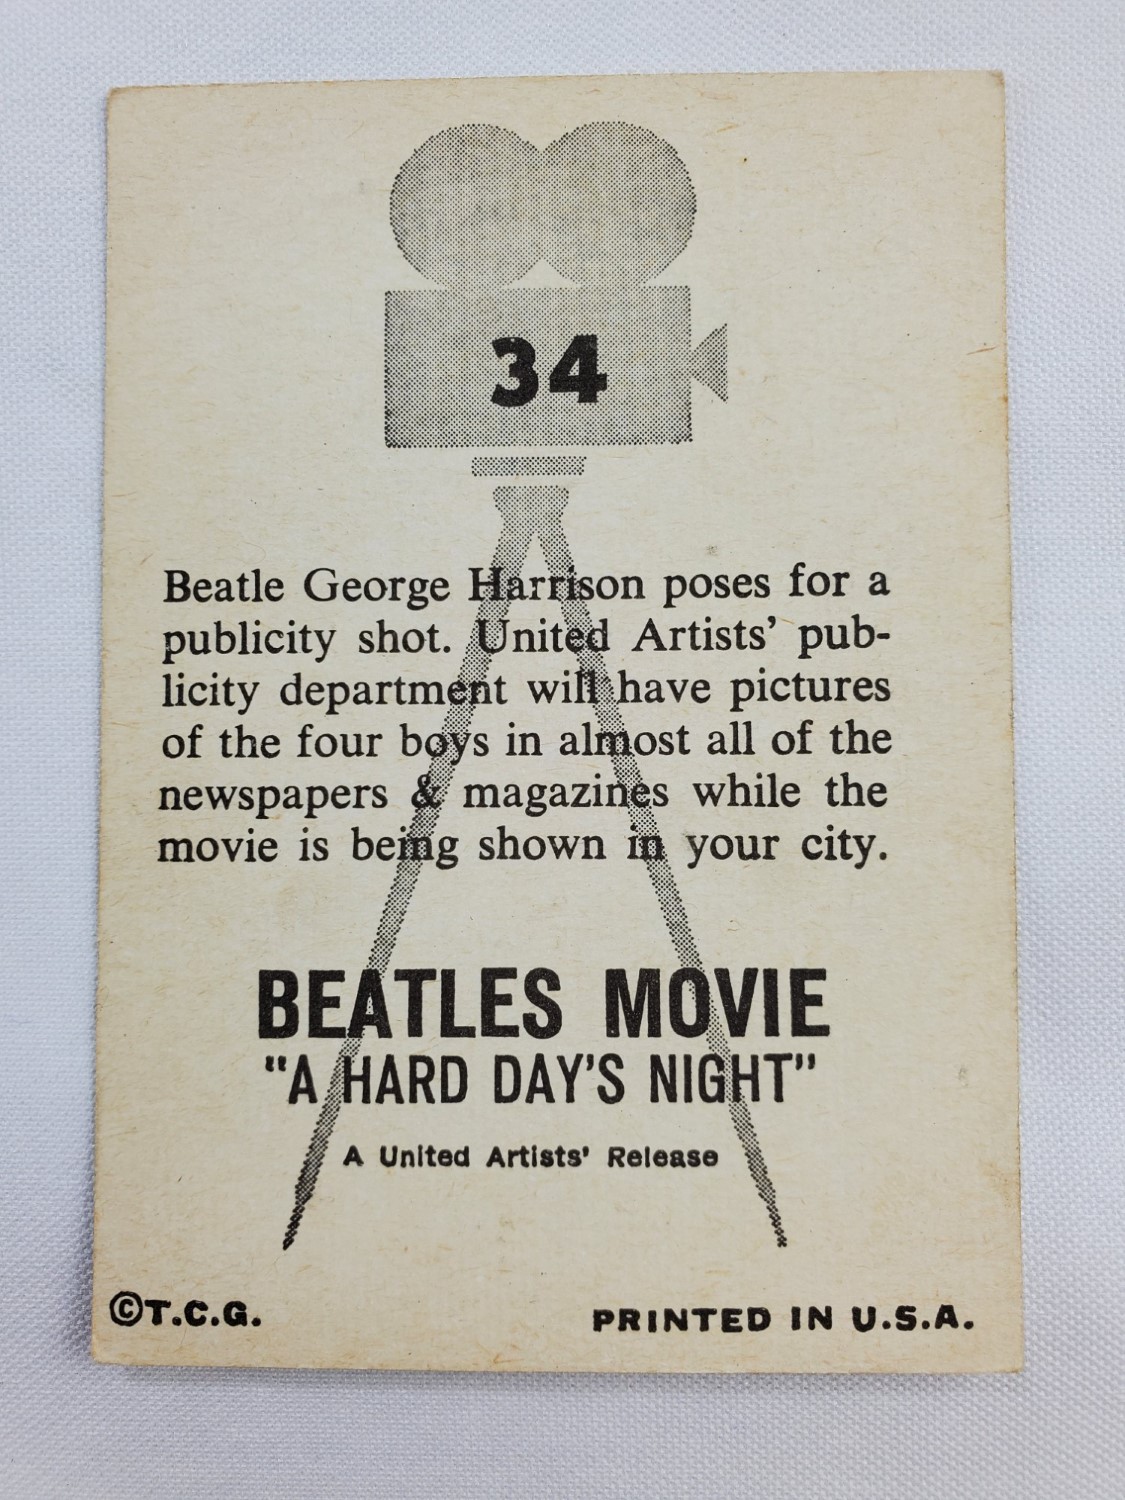 34
Beatle George Harrison poses for a
publicity shot. United Artists' pub-
licity department will have pictures
of the four boys in almost all of the
newspapers & magazines while the
movie is being shown in your city.
BEATLES MOVIE
"A HARD DAY'S NIGHT"
A United Artists' Release
©T.C.G.
PRINTED IN U.S.A.